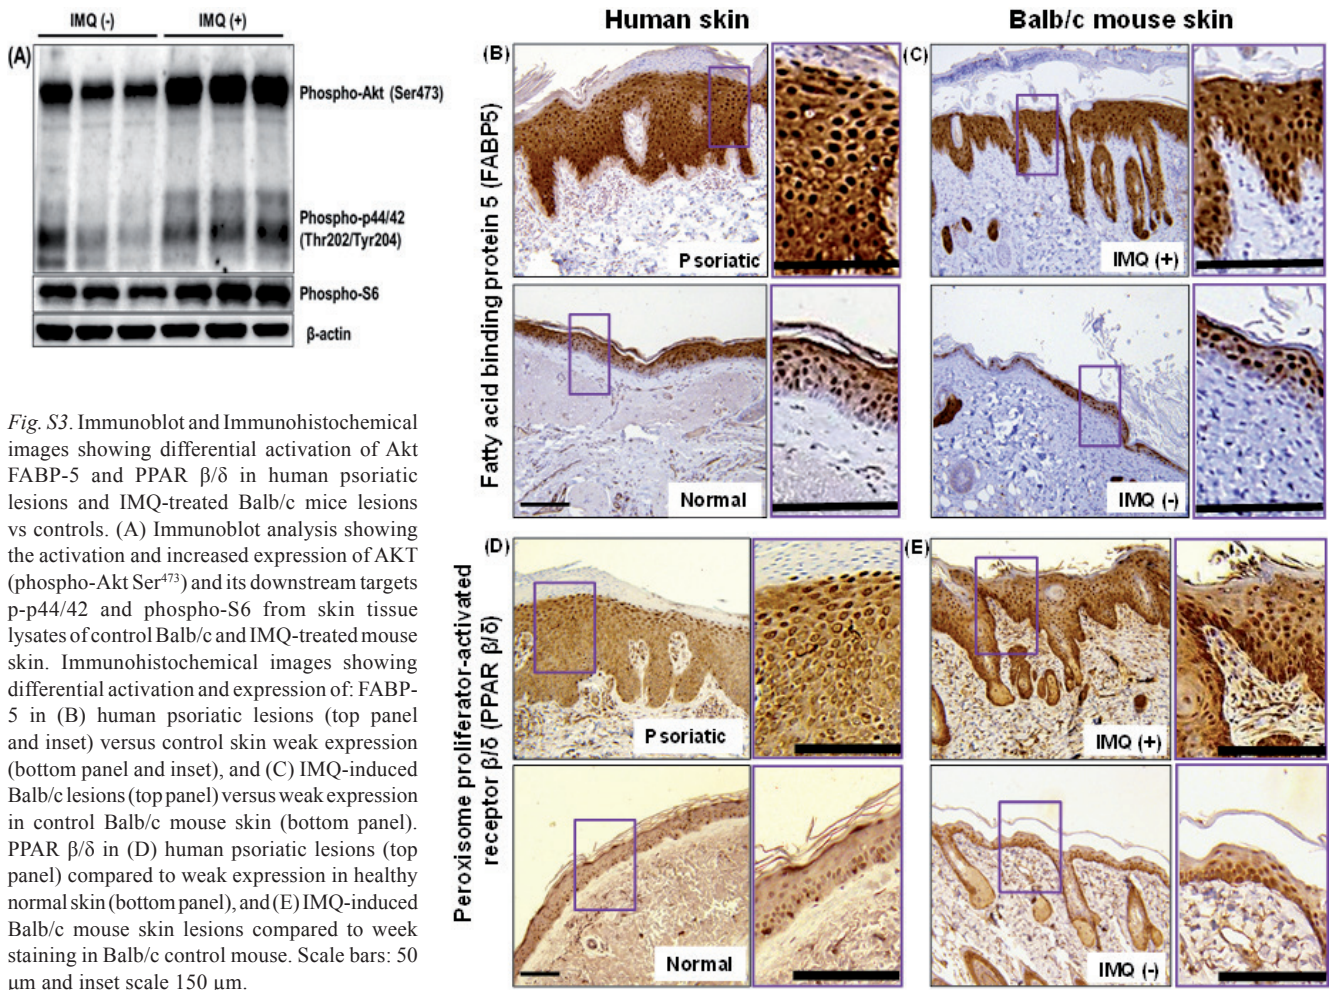 IMQ (-) IMQ (+)
(A)
Phospho-Akt (Ser473)
Phospho-p44/42
(Thr202/Tyr204)
Phospho-S6
β-actin
Fig. S3. Immunoblot and Immunohistochemical
images showing differential activation of Akt
FABP-5 and PPAR β/δ in human psoriatic
lesions and IMQ-treated Balb/c mice lesions
vs controls. (A) Immunoblot analysis showing
the activation and increased expression of AKT
(phospho-Akt Ser473) and its downstream targets
p-p44/42 and phospho-S6 from skin tissue
lysates of control Balb/c and IMQ-treated mouse
skin. Immunohistochemical images showing
differential activation and expression of: FABP-
5 in (B) human psoriatic lesions (top panel
and inset) versus control skin weak expression
(bottom panel and inset), and (C) IMQ-induced
Balb/c lesions (top panel) versus weak expression
in control Balb/c mouse skin (bottom panel).
PPAR β/δ in (D) human psoriatic lesions (top
panel) compared to weak expression in healthy
normal skin (bottom panel), and (E) IMQ-induced
Balb/c mouse skin lesions compared to week
staining in Balb/c control mouse. Scale bars: 50
µm and inset scale 150 µm.
Human skin
Balb/c mouse skin
Fatty acid binding protein 5 (FABP5)
(B)
Psoriatic
Normal
(C)
IMQ (+)
IMQ (-)
Peroxisome proliferator-activated
receptor β/δ (PPAR β/δ)
(D)
Psoriatic
Normal
(E)
IMQ (+)
IMQ (-)